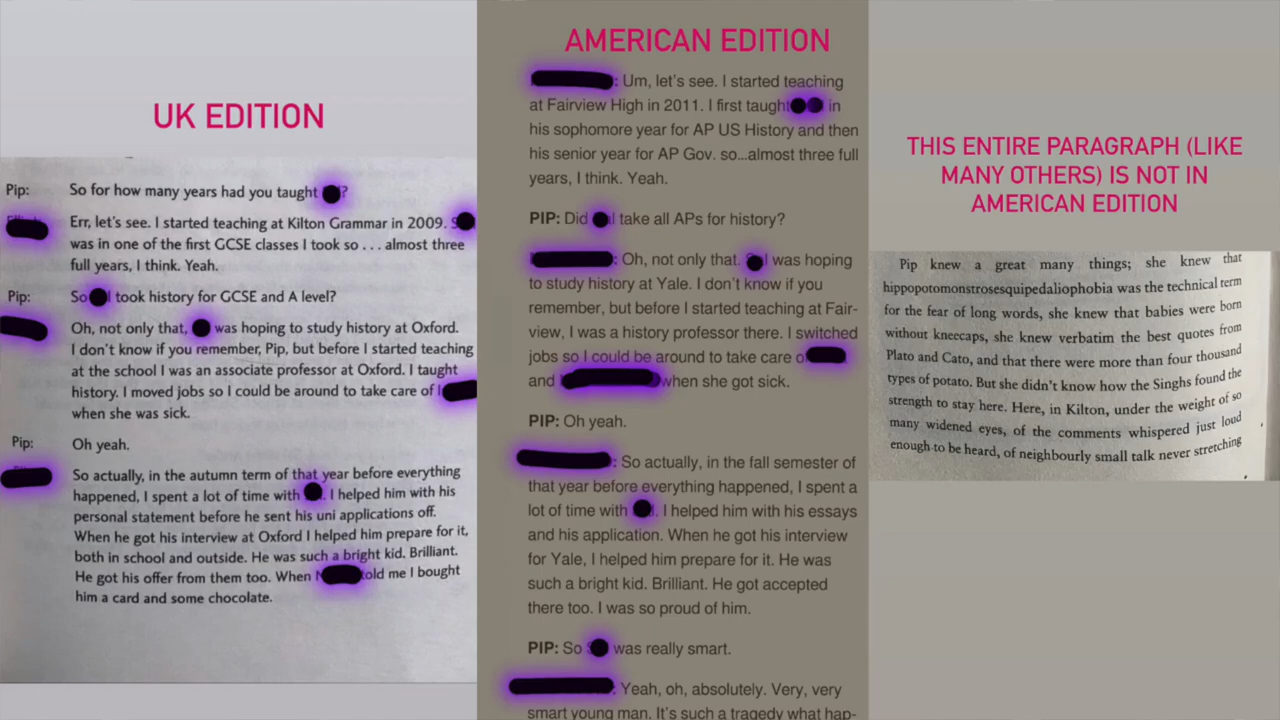 UK EDITION
Pip: So for how many years had you taught ?
Err, let's see. I started teaching at Kilton Grammar in 2009.
was in one of the first GCSE classes I took so . . . almost three
full years, I think. Yeah.
Pip: So took history for GCSE and A level?
Oh, not only that, was hoping to study history at Oxford.
I don't know if you remember, Pip, but before I started teaching
at the school I was an associate professor at Oxford. I taught
history. I moved jobs so I could be around to take care of
when she was sick.
Pip: Oh yeah.
So actually, in the autumn term of that year before everything
happened, I spent a lot of time with . I helped him with his
personal statement before he sent his uni applications off.
When he got his interview at Oxford I helped him prepare for it,
both in school and outside. He was such a bright kid. Brilliant.
He got his offer from them too. When told me I bought
him a card and some chocolate.
AMERICAN EDITION
: Um, let's see. I started teaching
at Fairview High in 2011. I first taught in
his sophomore year for AP US History and then
his senior year for AP Gov. so...almost three full
years, I think. Yeah.
PIP: Did take all APs for history?
: Oh, not only that. was hoping
to study history at Yale. I don't know if you
remember, but before I started teaching at Fair-
view, I was a history professor there. I switched
jobs so I could be around to take care of
and when she got sick.
PIP: Oh yeah.
: So actually, in the fall semester of
that year before everything happened, I spent a
lot of time with . I helped him with his essays
and his application. When he got his interview
for Yale, I helped him prepare for it. He was
such a bright kid. Brilliant. He got accepted
there too. I was so proud of him.
PIP: So was really smart.
: Yeah, oh, absolutely. Very, very
smart young man. It's such a tragedy what hap-
THIS ENTIRE PARAGRAPH (LIKE
MANY OTHERS) IS NOT IN
AMERICAN EDITION
Pip knew a great many things; she knew that
hippopotomonstrosesquipedaliophobia was the technical term
for the fear of long words, she knew that babies were born
without kneecaps, she knew verbatim the best quotes from
Plato and Cato, and that there were more than four thousand
types of potato. But she didn't know how the Singhs found the
strength to stay here. Here, in Kilton, under the weight of so
many widened eyes, of the comments whispered just loud
enough to be heard, of neighbourly small talk never stretching